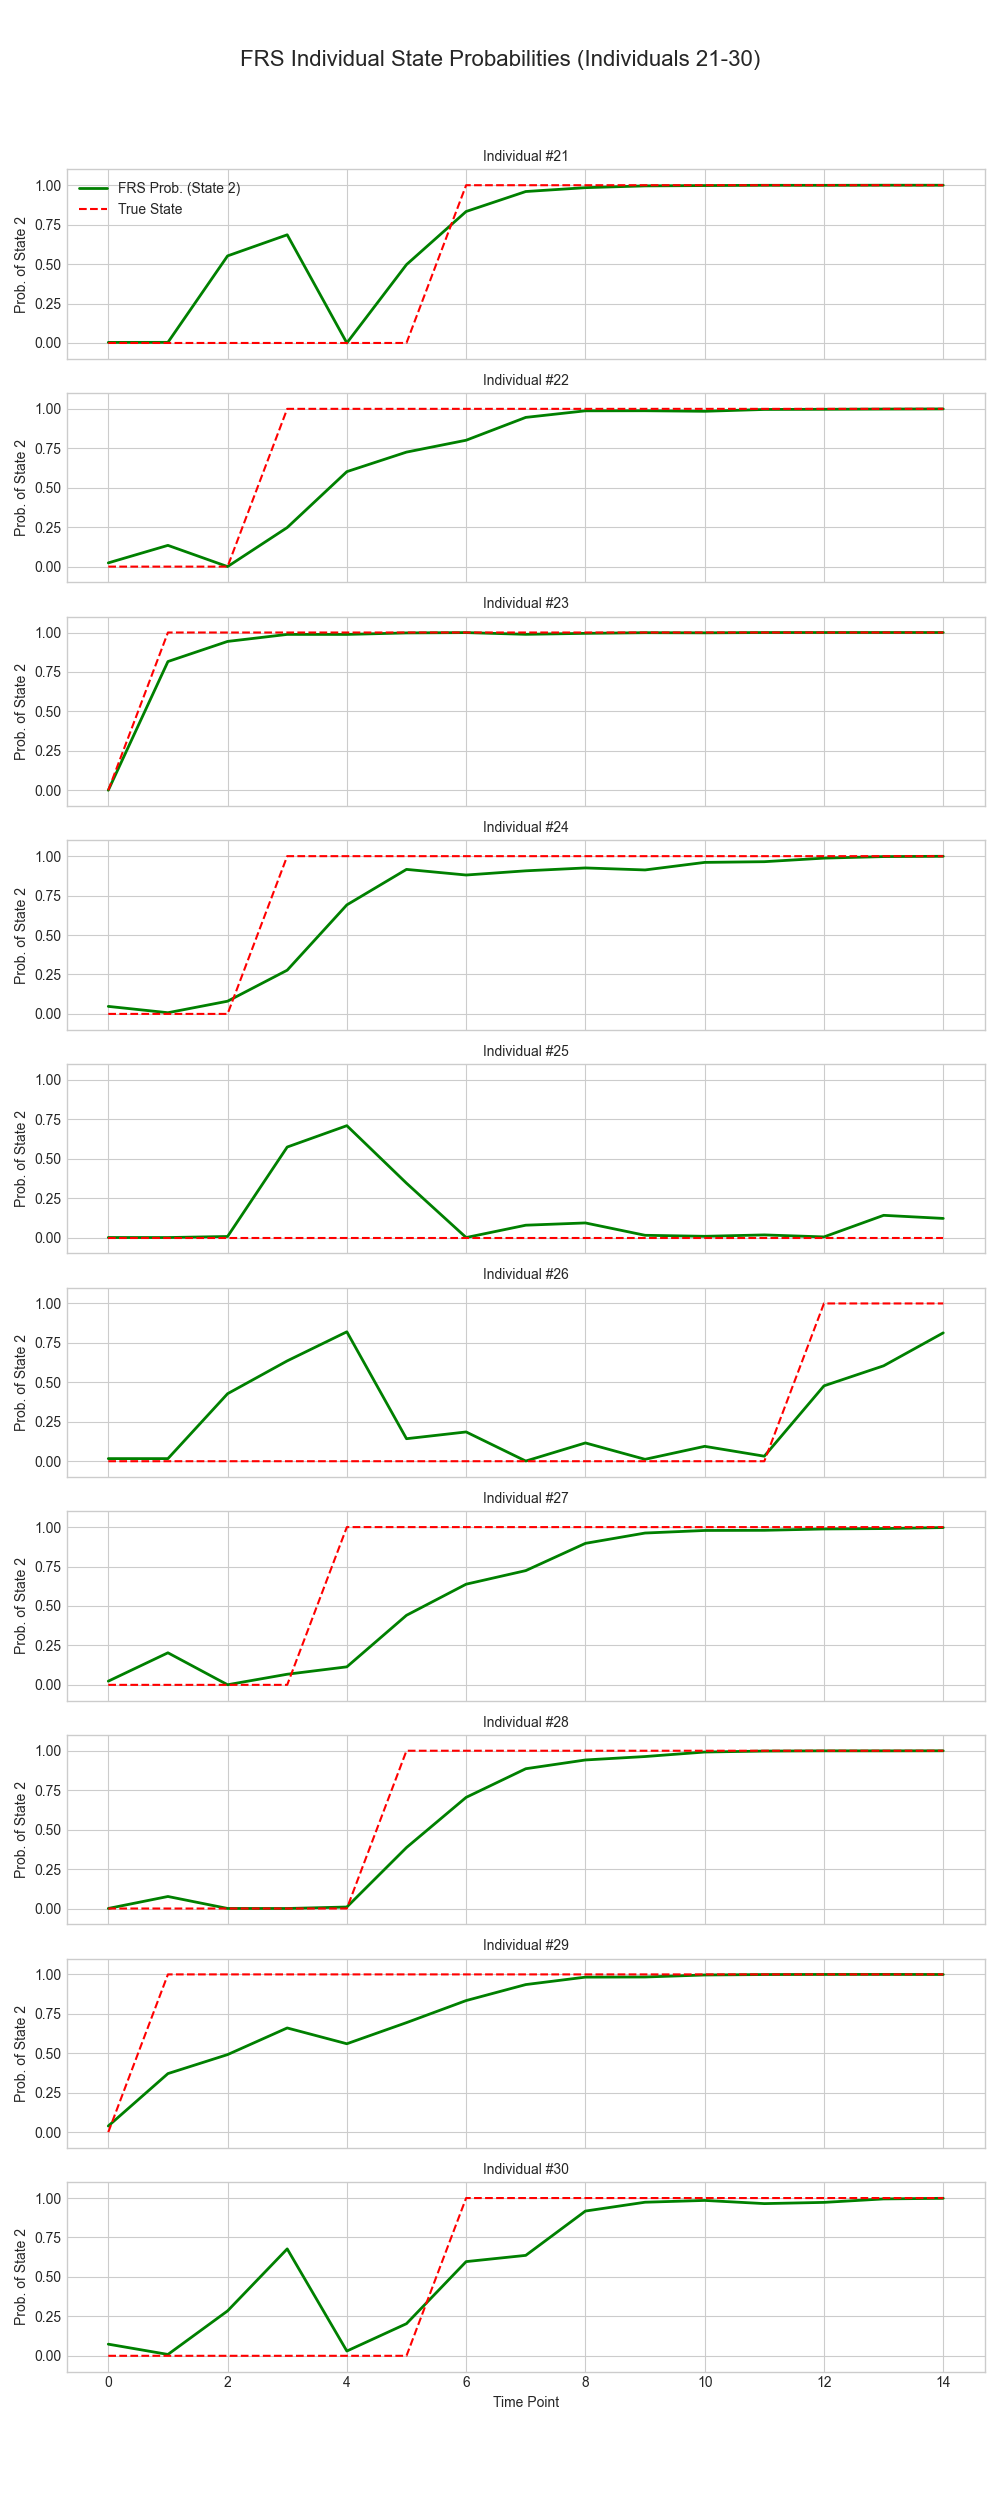 FRS Individual State Probabilities (Individuals 21-30)
Individual #21
FRS Prob. (State 2)
True State
Prob. of State 2
1.00
0.75
0.50
0.25
0.00
Individual #22
Prob. of State 2
1.00
0.75
0.50
0.25
0.00
Individual #23
Prob. of State 2
1.00
0.75
0.50
0.25
0.00
Individual #24
Prob. of State 2
1.00
0.75
0.50
0.25
0.00
Individual #25
Prob. of State 2
1.00
0.75
0.50
0.25
0.00
Individual #26
Prob. of State 2
1.00
0.75
0.50
0.25
0.00
Individual #27
Prob. of State 2
1.00
0.75
0.50
0.25
0.00
Individual #28
Prob. of State 2
1.00
0.75
0.50
0.25
0.00
Individual #29
Prob. of State 2
1.00
0.75
0.50
0.25
0.00
Individual #30
Prob. of State 2
1.00
0.75
0.50
0.25
0.00
0 2 4 6 8 10 12 14
Time Point